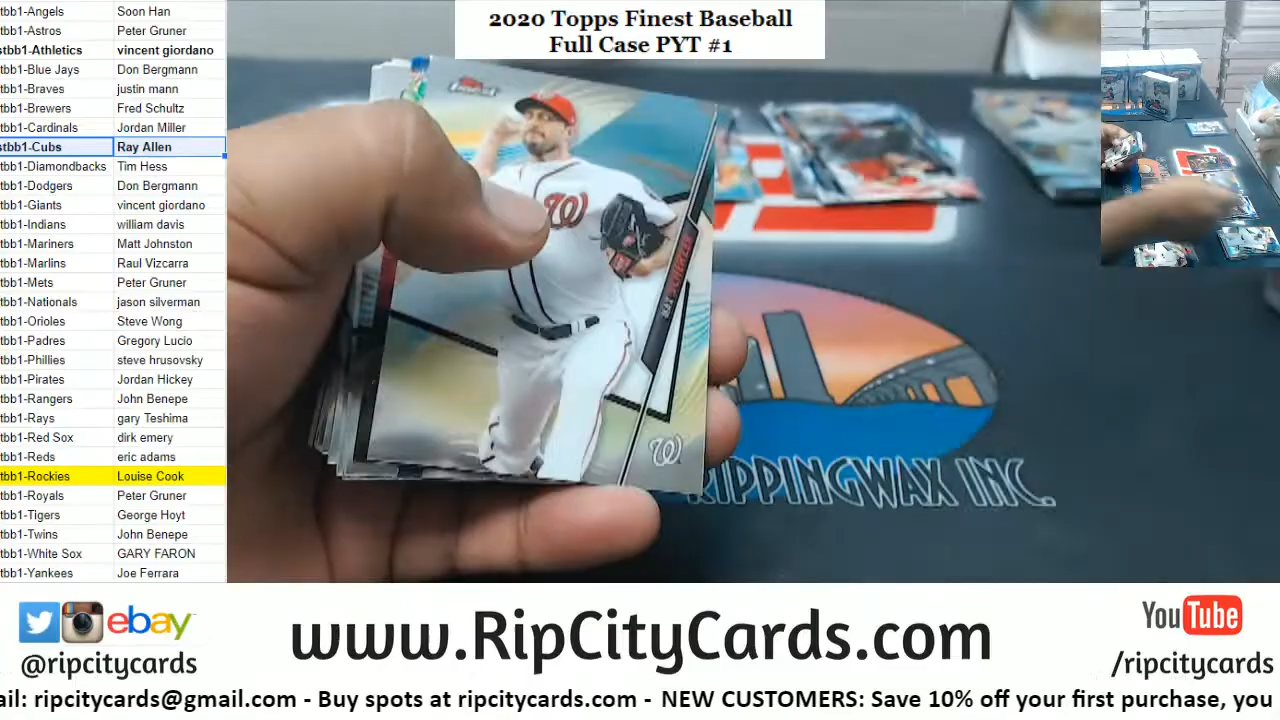 2020 Topps Finest Baseball
Full Case PYT #1
stbb1-Angels Soon Han
stbb1-Astros Peter Gruner
stbb1-Athletics vincent giordano
tbb1-Blue Jays Don Bergmann
tbb1-Braves justin mann
tbb1-Brewers Fred Schultz
tbb1-Cardinals Jordan Miller
stbb1-Cubs Ray Allen
tbb1-Diamondbacks Tim Hess
tbb1-Dodgers Don Bergmann
tbb1-Giants vincent giordano
tbb1-Indians william davis
tbb1-Mariners Matt Johnston
tbb1-Marlins Raul Vizcarra
tbb1-Mets Peter Gruner
tbb1-Nationals jason silverman
tbb1-Orioles Steve Wong
tbb1-Padres Gregory Lucio
tbb1-Phillies steve hrusovsky
tbb1-Pirates Jordan Hickey
tbb1-Rangers John Benepe
tbb1-Rays gary Teshima
tbb1-Red Sox dirk emery
tbb1-Reds eric adams
tbb1-Rockies Louise Cook
tbb1-Royals Peter Gruner
tbb1-Tigers George Hoyt
tbb1-Twins John Benepe
tbb1-White Sox GARY FARON
tbb1-Yankees Joe Ferrara
W
MAX SCHERZER
W
RIPPINGWAX INC.
ebay
@ripcitycards
www.RipCityCards.com
YouTube
/ripcitycards
ail: ripcitycards@gmail.com - Buy spots at ripcitycards.com - NEW CUSTOMERS: Save 10% off your first purchase, you